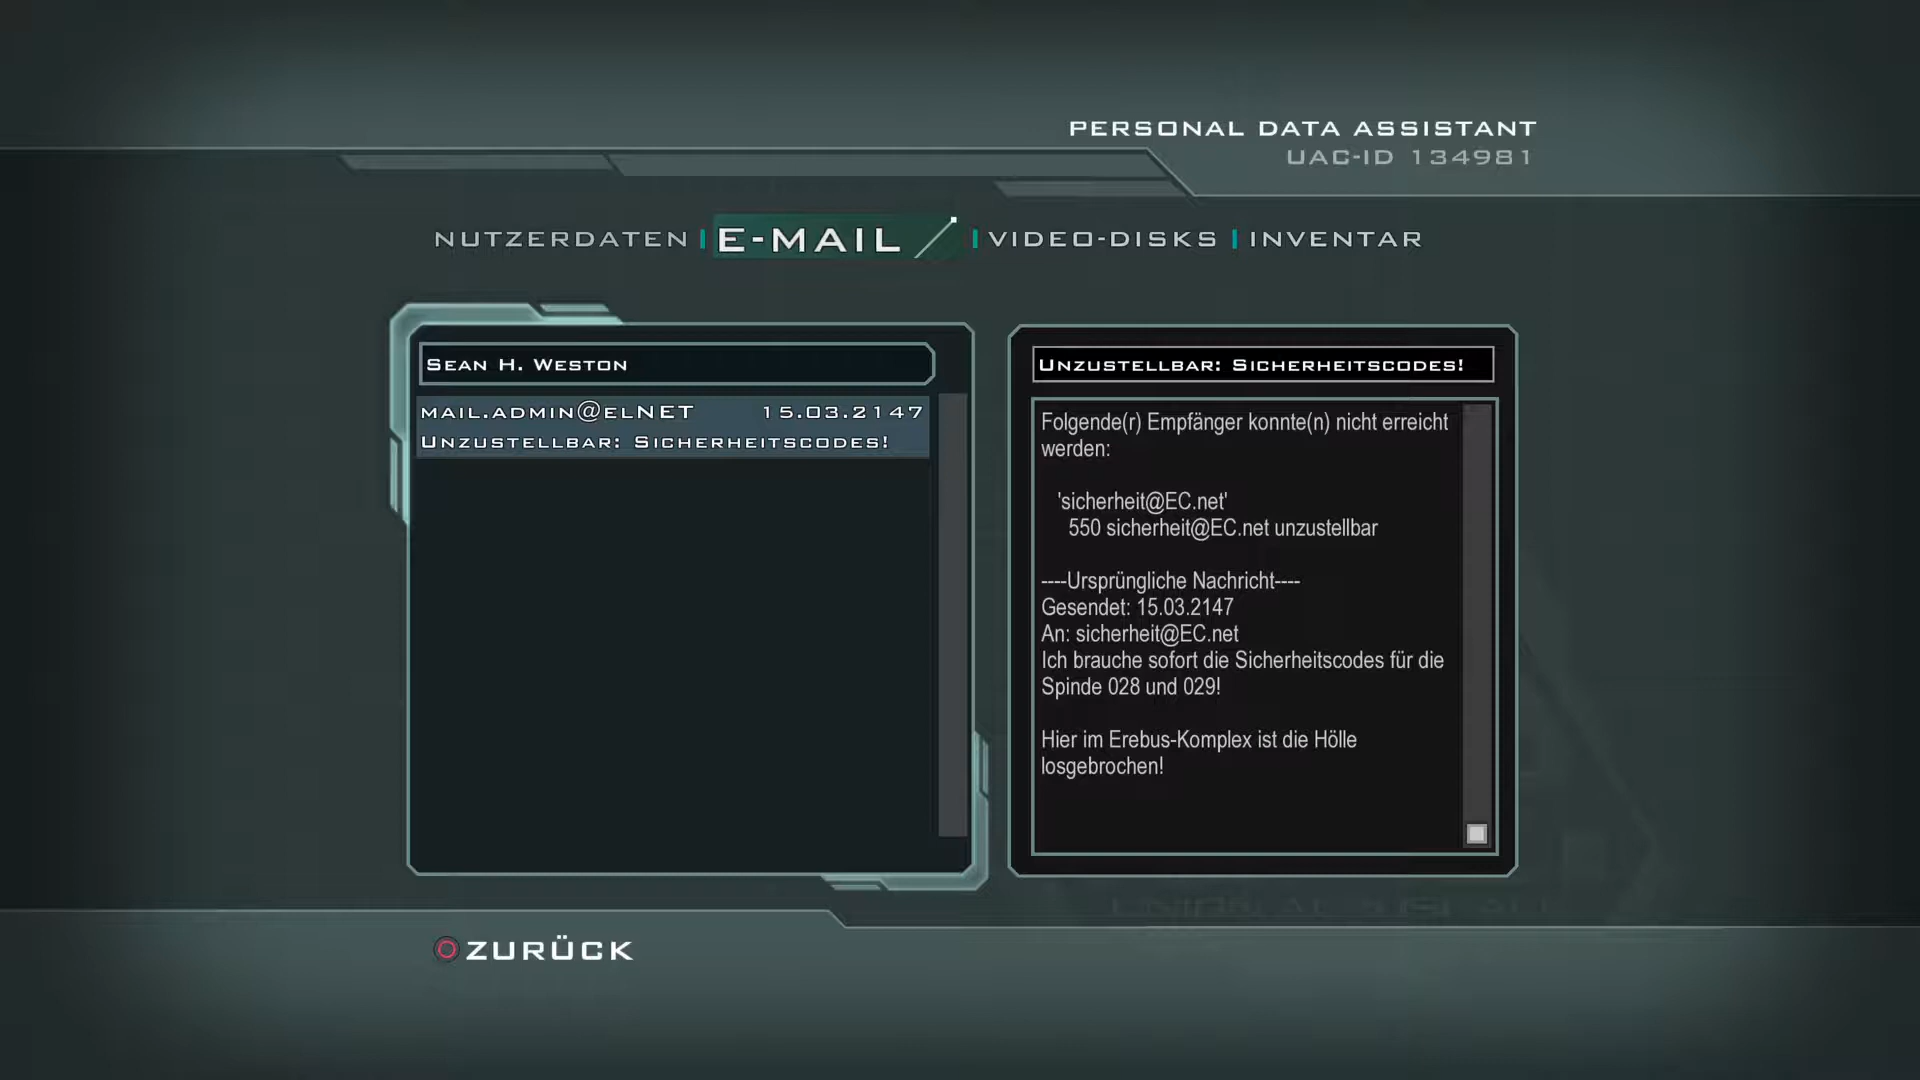 PERSONAL DATA ASSISTANT
UAC-ID 134981
NUTZERDATEN E-MAIL VIDEO-DISKS INVENTAR
SEAN H. WESTON
MAIL.ADMIN@ELNET 15.03.2147
UNZUSTELLBAR: SICHERHEITSCODES!
UNZUSTELLBAR: SICHERHEITSCODES!
Folgende(r) Empfänger konnte(n) nicht erreicht
werden:
'sicherheit@EC.net'
550 sicherheit@EC.net unzustellbar
----Ursprüngliche Nachricht----
Gesendet: 15.03.2147
An: sicherheit@EC.net
Ich brauche sofort die Sicherheitscodes für die
Spinde 028 und 029!
Hier im Erebus-Komplex ist die Hölle
losgebrochen!
ZURÜCK